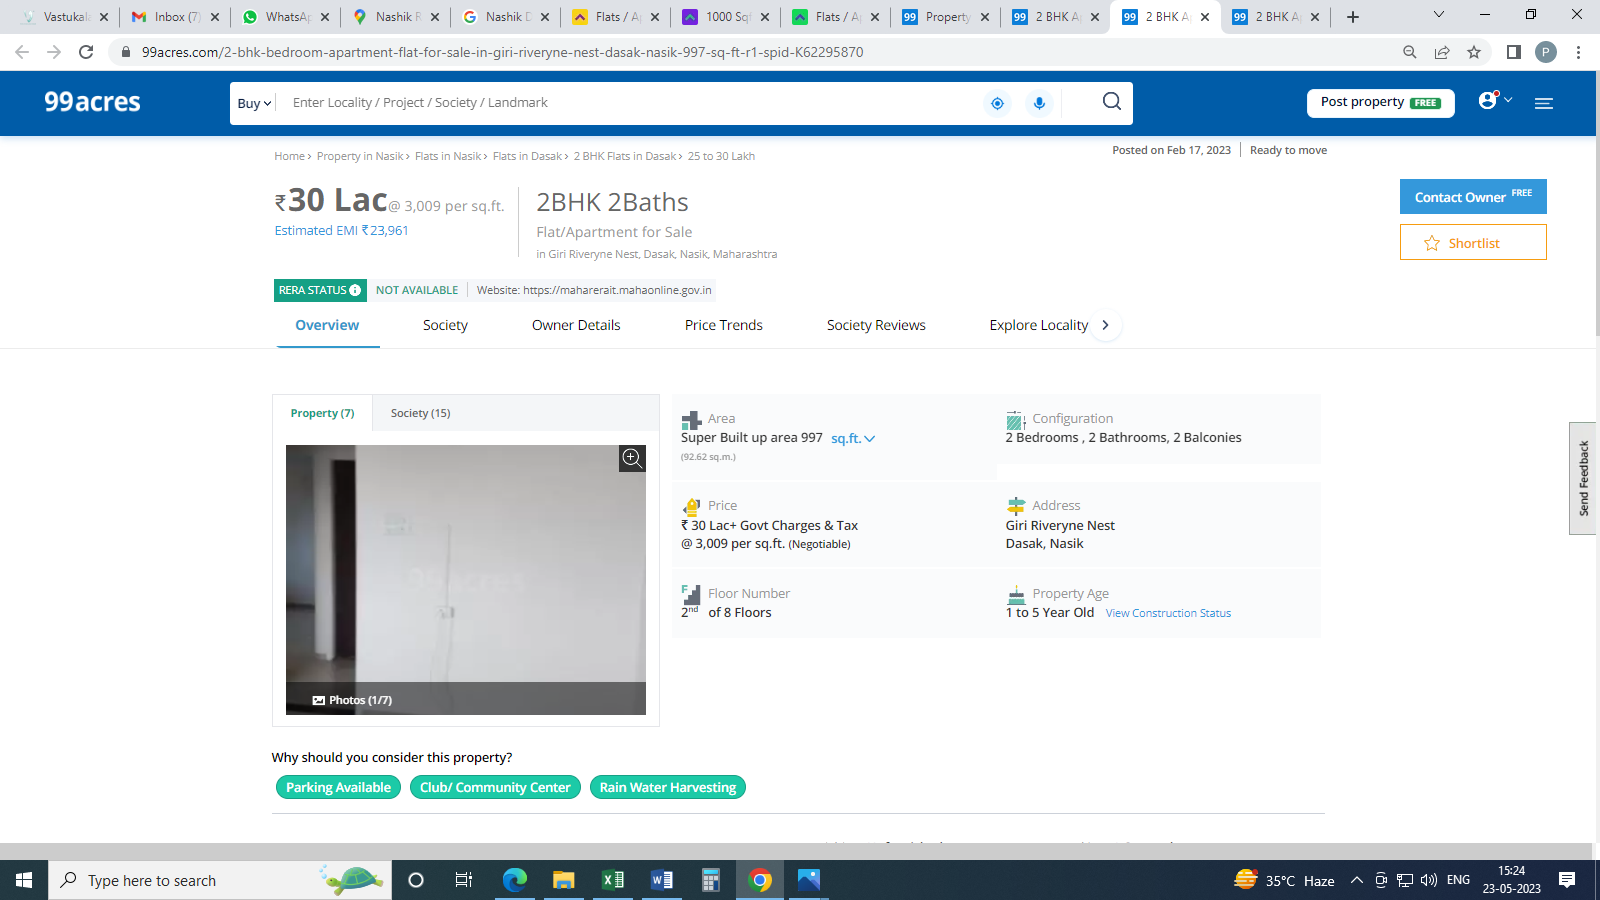 Vastukala
Inbox (7)
WhatsAp
Nashik R
Nashik D
Flats / Ap
1000 Sqf
Flats / Ap
Property
2 BHK Ap
2 BHK Ap
2 BHK Ap
99acres.com/2-bhk-bedroom-apartment-flat-for-sale-in-giri-riveryne-nest-dasak-nasik-997-sq-ft-r1-spid-K62295870
P
99acres
Buy
Enter Locality / Project / Society / Landmark
Post property FREE
Home › Property in Nasik › Flats in Nasik › Flats in Dasak › 2 BHK Flats in Dasak › 25 to 30 Lakh
Posted on Feb 17, 2023 | Ready to move
₹30 Lac @ 3,009 per sq.ft.
Estimated EMI ₹23,961
2BHK 2Baths
Flat/Apartment for Sale
in Giri Riveryne Nest, Dasak, Nasik, Maharashtra
Contact Owner FREE
Shortlist
RERA STATUS NOT AVAILABLE | Website: https://maharerait.mahaonline.gov.in
Overview Society Owner Details Price Trends Society Reviews Explore Locality
Property (7) Society (15)
Photos (1/7)
Area
Super Built up area 997 sq.ft.
(92.62 sq.m.)
Configuration
2 Bedrooms , 2 Bathrooms, 2 Balconies
Price
₹ 30 Lac+ Govt Charges & Tax
@ 3,009 per sq.ft. (Negotiable)
Address
Giri Riveryne Nest
Dasak, Nasik
Floor Number
2nd of 8 Floors
Property Age
1 to 5 Year Old View Construction Status
Send Feedback
Why should you consider this property?
Parking Available Club/ Community Center Rain Water Harvesting
Type here to search
35°C Haze
ENG
15:24
23-05-2023